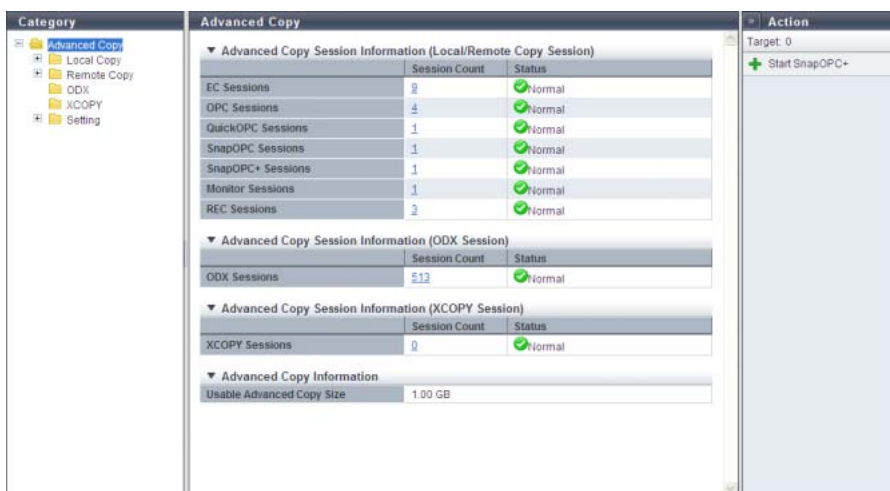 Category
Advanced Copy
Local Copy
Remote Copy
ODX
XCOPY
Setting
Advanced Copy
▼ Advanced Copy Session Information (Local/Remote Copy Session)
Session Count Status
EC Sessions 9 Normal
OPC Sessions 4 Normal
QuickOPC Sessions 1 Normal
SnapOPC Sessions 1 Normal
SnapOPC+ Sessions 1 Normal
Monitor Sessions 1 Normal
REC Sessions 3 Normal
▼ Advanced Copy Session Information (ODX Session)
Session Count Status
ODX Sessions 513 Normal
▼ Advanced Copy Session Information (XCOPY Session)
Session Count Status
XCOPY Sessions 0 Normal
▼ Advanced Copy Information
Usable Advanced Copy Size 1.00 GB
» Action
Target: 0
Start SnapOPC+